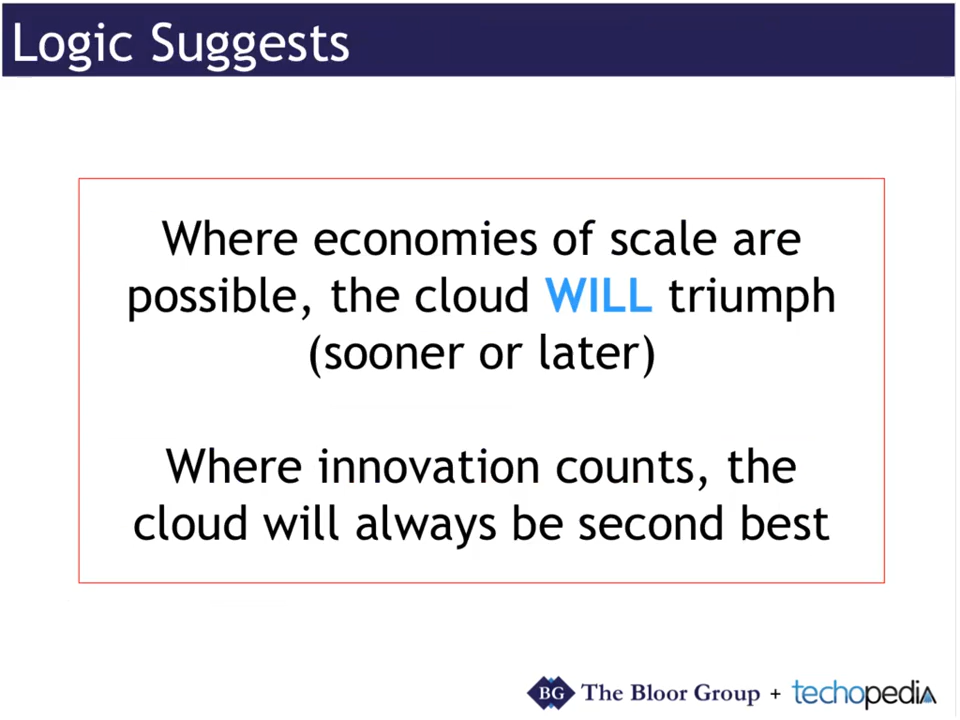 Logic Suggests
Where economies of scale are
possible, the cloud WILL triumph
(sooner or later)
Where innovation counts, the
cloud will always be second best
BG The Bloor Group + techopedia